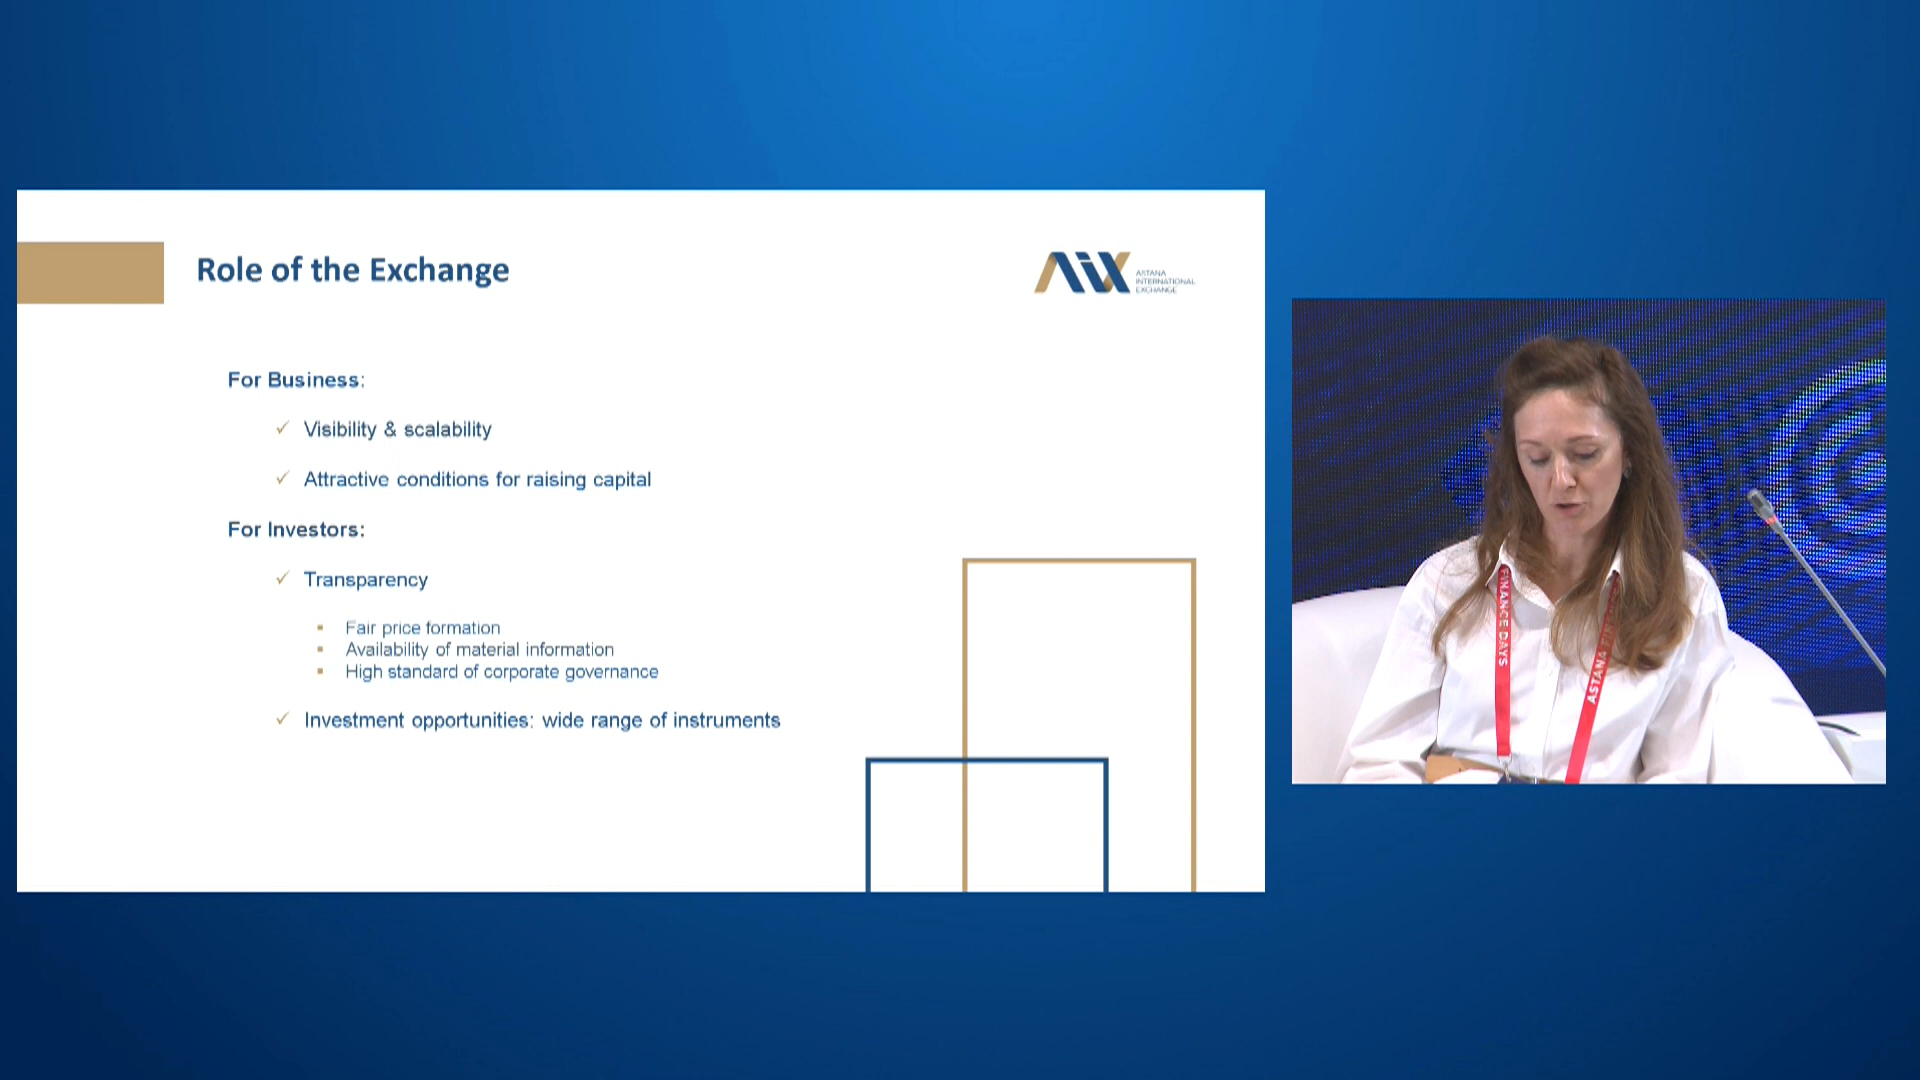 Role of the Exchange
AIX
ASTANA
INTERNATIONAL
EXCHANGE
For Business:
✓ Visibility & scalability
✓ Attractive conditions for raising capital
For Investors:
✓ Transparency
▪ Fair price formation
▪ Availability of material information
▪ High standard of corporate governance
✓ Investment opportunities: wide range of instruments
FINANCE DAYS
ASTANA